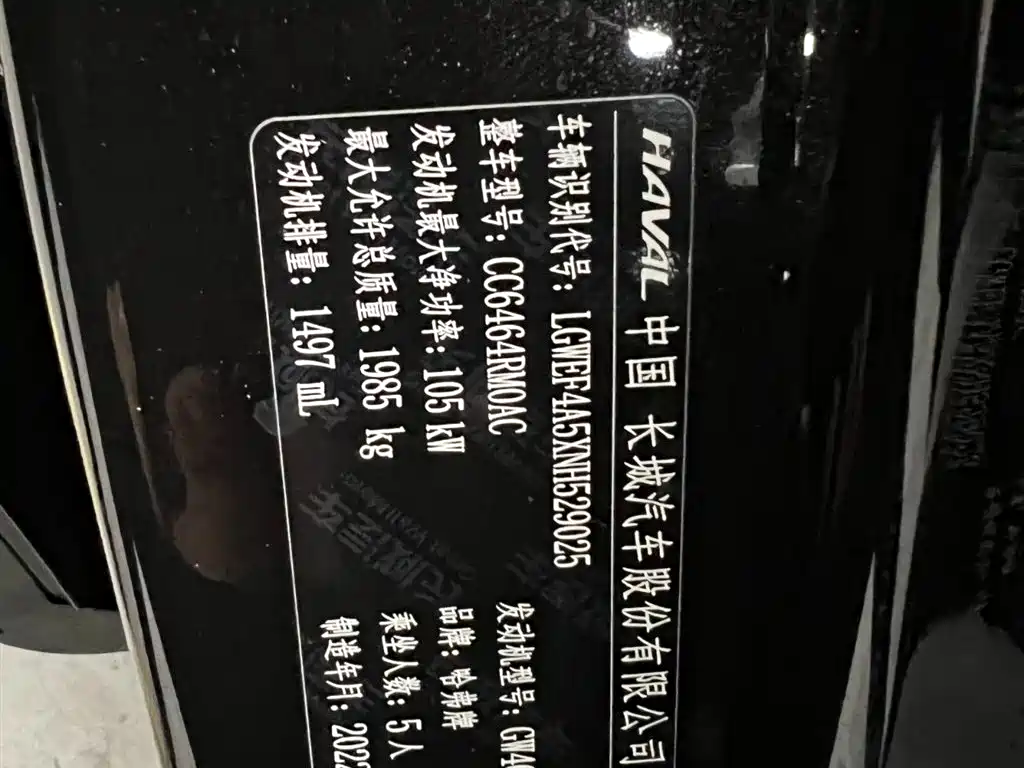 HAVAL 中国 长城汽车股份有限公司
车辆识别代号: LGWEF4A5XNH529025
整车型号: CC6464RM0AC 发动机型号: GW4
发动机最大净功率: 105 kW 品牌: 哈弗牌
最大允许总质量: 1985 kg 乘坐人数: 5人
发动机排量: 1497 mL 制造年月: 202